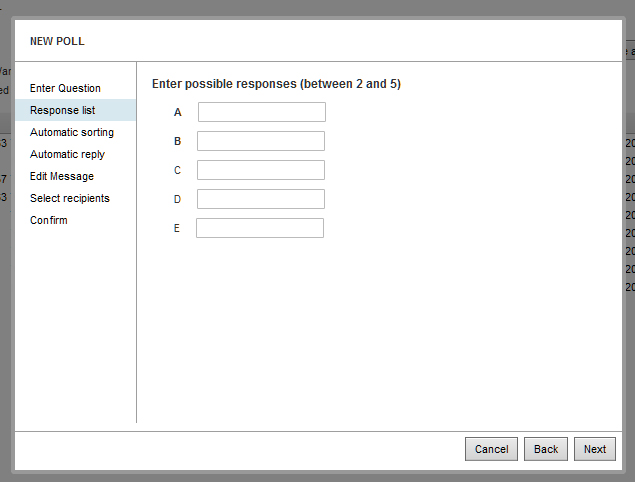 NEW POLL
Enter Question
Response list
Automatic sorting
Automatic reply
Edit Message
Select recipients
Confirm
Enter possible responses (between 2 and 5)
A
B
C
D
E
Cancel Back Next